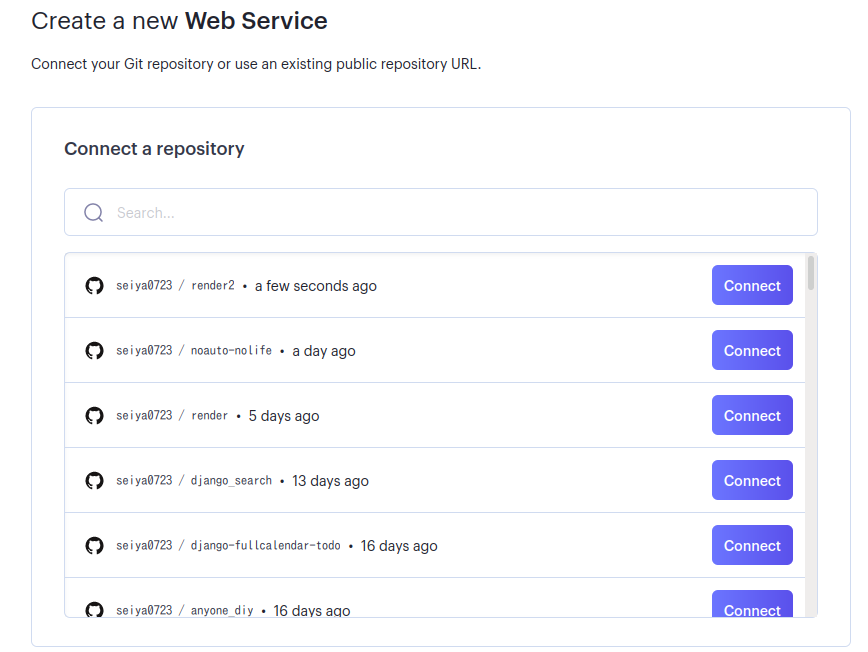 Create a new Web Service
Connect your Git repository or use an existing public repository URL.
Connect a repository
Search...
seiya0723 / render2 • a few seconds ago Connect
seiya0723 / noauto-nolife • a day ago Connect
seiya0723 / render • 5 days ago Connect
seiya0723 / django_search • 13 days ago Connect
seiya0723 / django-fullcalendar-todo • 16 days ago Connect
seiya0723 / anyone_diy • 16 days ago Connect